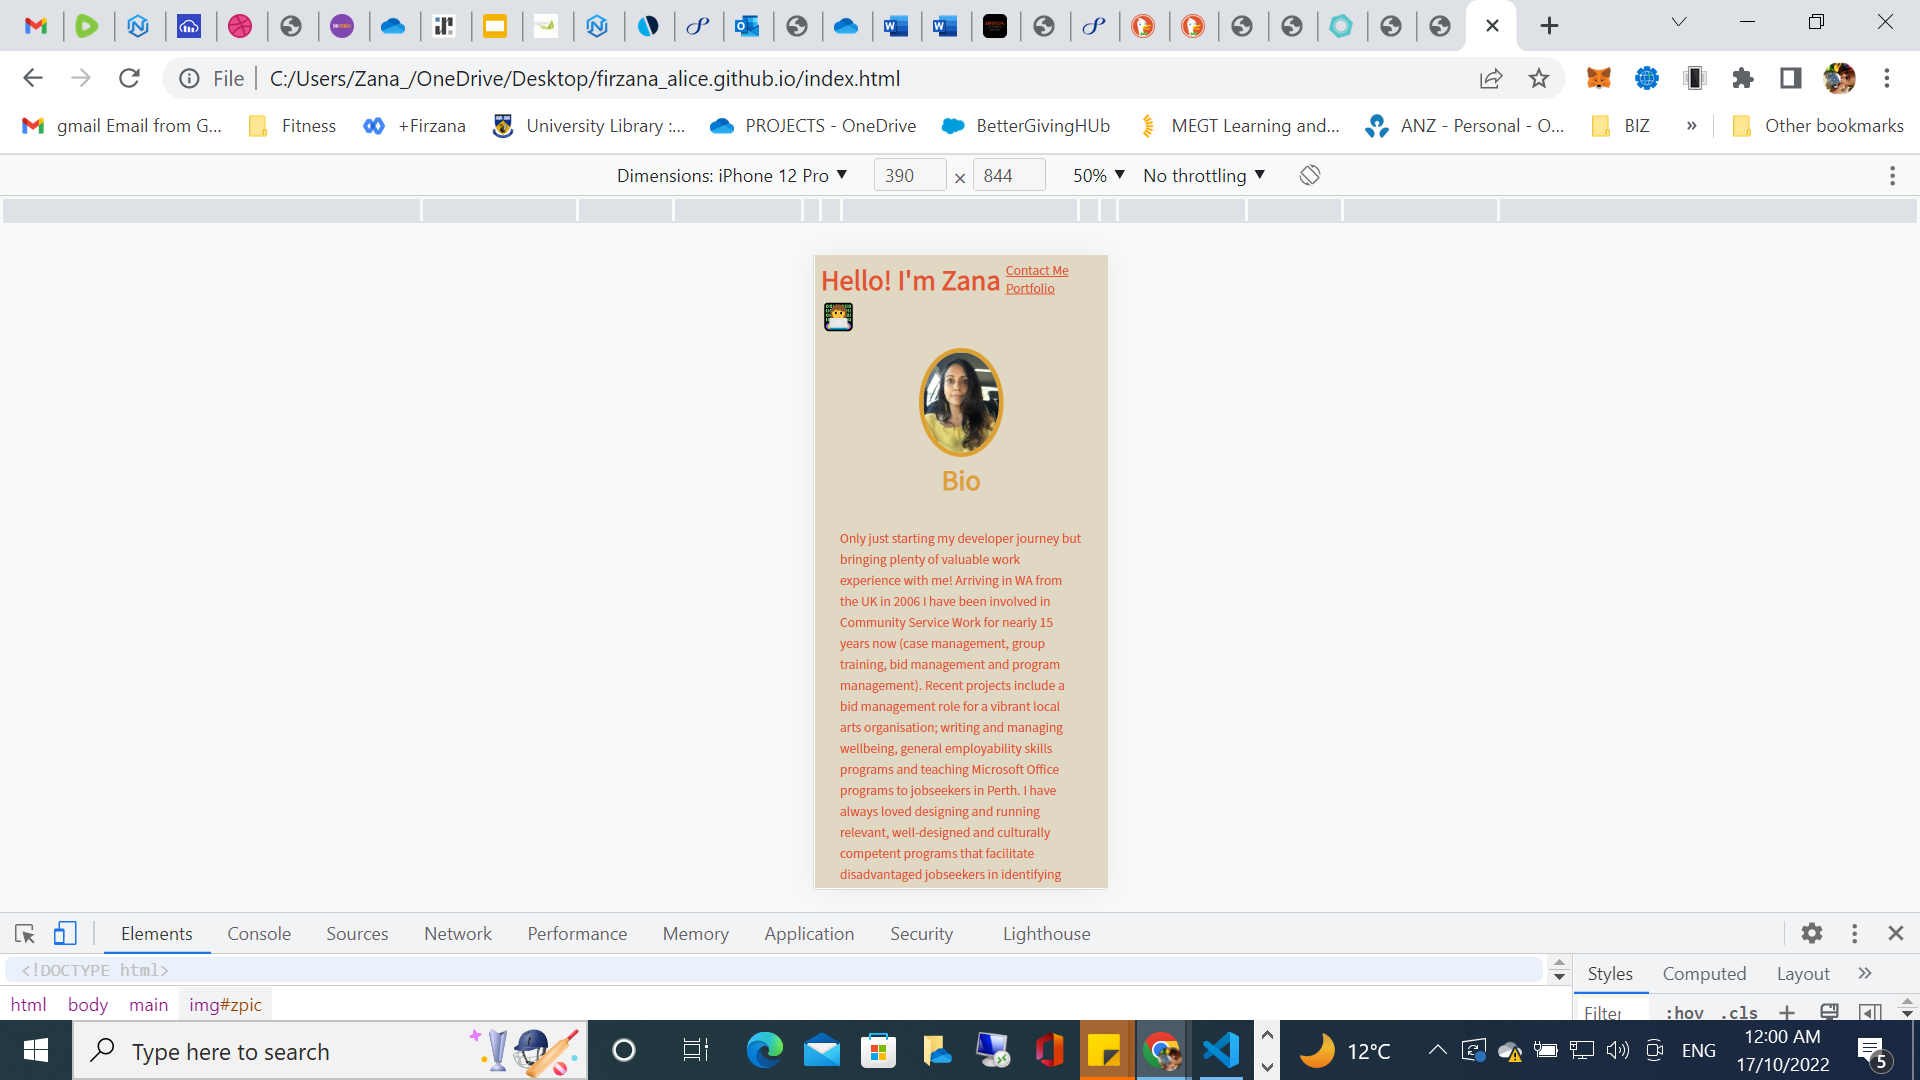 File C:/Users/Zana_/OneDrive/Desktop/firzana_alice.github.io/index.html
gmail Email from G... Fitness +Firzana University Library :... PROJECTS - OneDrive BetterGivingHUb MEGT Learning and... ANZ - Personal - O... BIZ » Other bookmarks
Dimensions: iPhone 12 Pro ▼ 390 × 844 50% ▼ No throttling ▼
Hello! I'm Zana
Contact Me
Portfolio
Bio
Only just starting my developer journey but
bringing plenty of valuable work
experience with me! Arriving in WA from
the UK in 2006 I have been involved in
Community Service Work for nearly 15
years now (case management, group
training, bid management and program
management). Recent projects include a
bid management role for a vibrant local
arts organisation; writing and managing
wellbeing, general employability skills
programs and teaching Microsoft Office
programs to jobseekers in Perth. I have
always loved designing and running
relevant, well-designed and culturally
competent programs that facilitate
disadvantaged jobseekers in identifying
Elements Console Sources Network Performance Memory Application Security Lighthouse
<!DOCTYPE html>
Styles Computed Layout »
html body main img#zpic
Filter :hov .cls +
Type here to search
12°C ENG
12:00 AM
17/10/2022
5